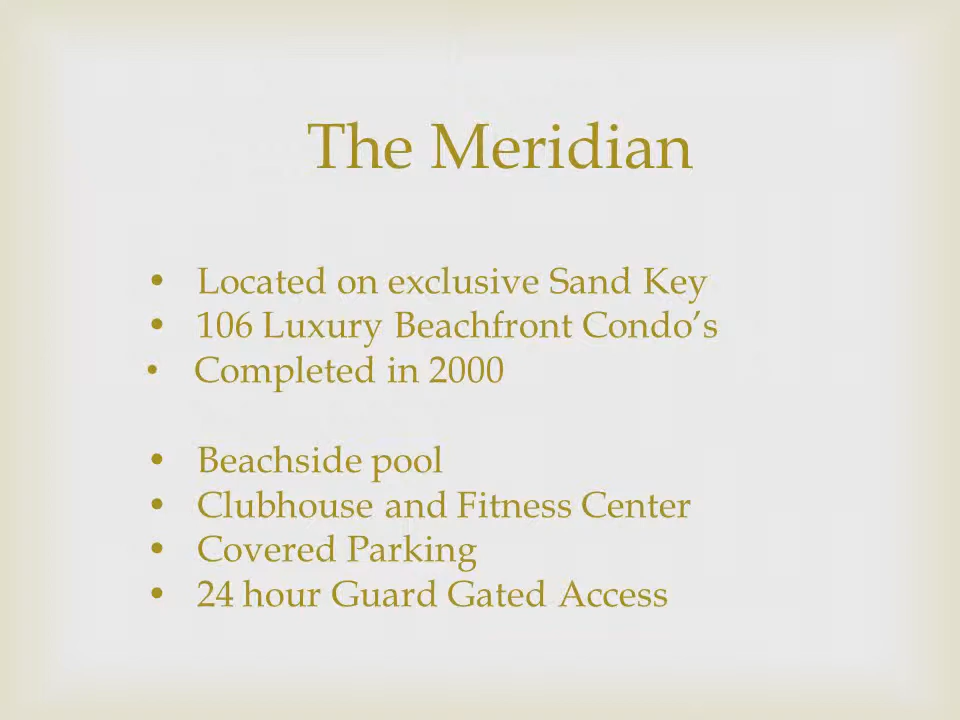 The Meridian
• Located on exclusive Sand Key
• 106 Luxury Beachfront Condo’s
• Completed in 2000
• Beachside pool
• Clubhouse and Fitness Center
• Covered Parking
• 24 hour Guard Gated Access